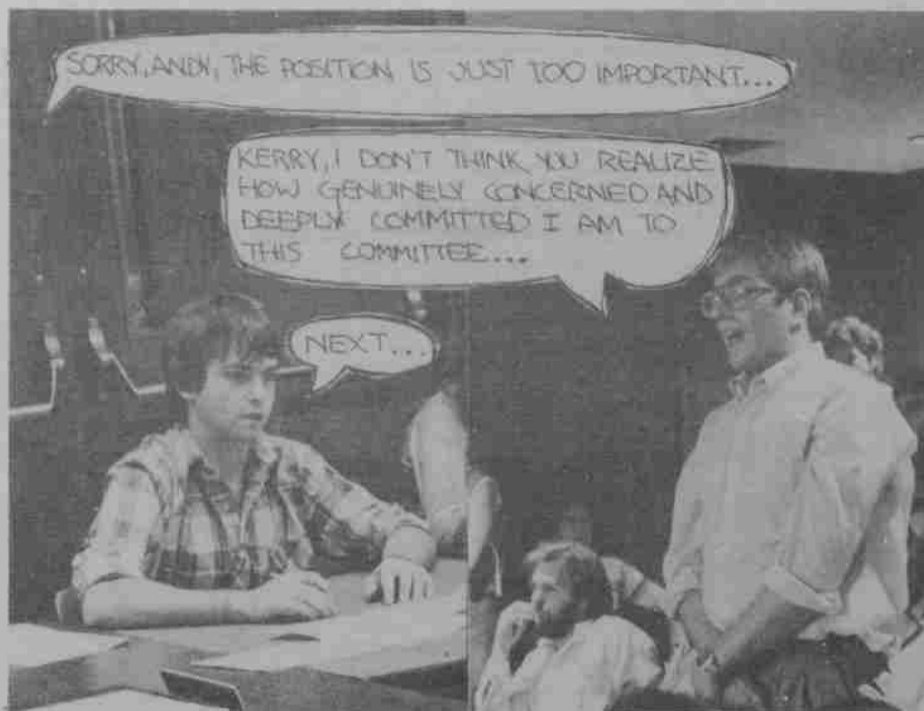 SORRY, ANDY, THE POSITION IS JUST TOO IMPORTANT...
KERRY, I DON'T THINK YOU REALIZE
HOW GENUINELY CONCERNED AND
DEEPLY COMMITTED I AM TO
THIS COMMITTEE...
NEXT...